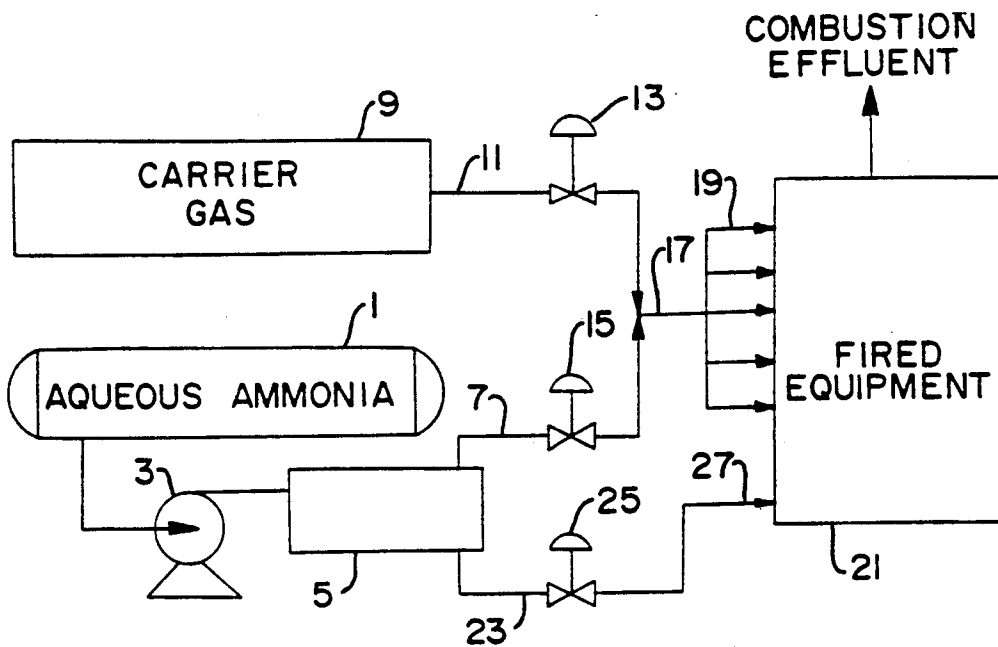 COMBUSTION
EFFLUENT
9
13
CARRIER
GAS
11
19
17
1
15
AQUEOUS AMMONIA
7
FIRED
EQUIPMENT
3
27
25
5
21
23